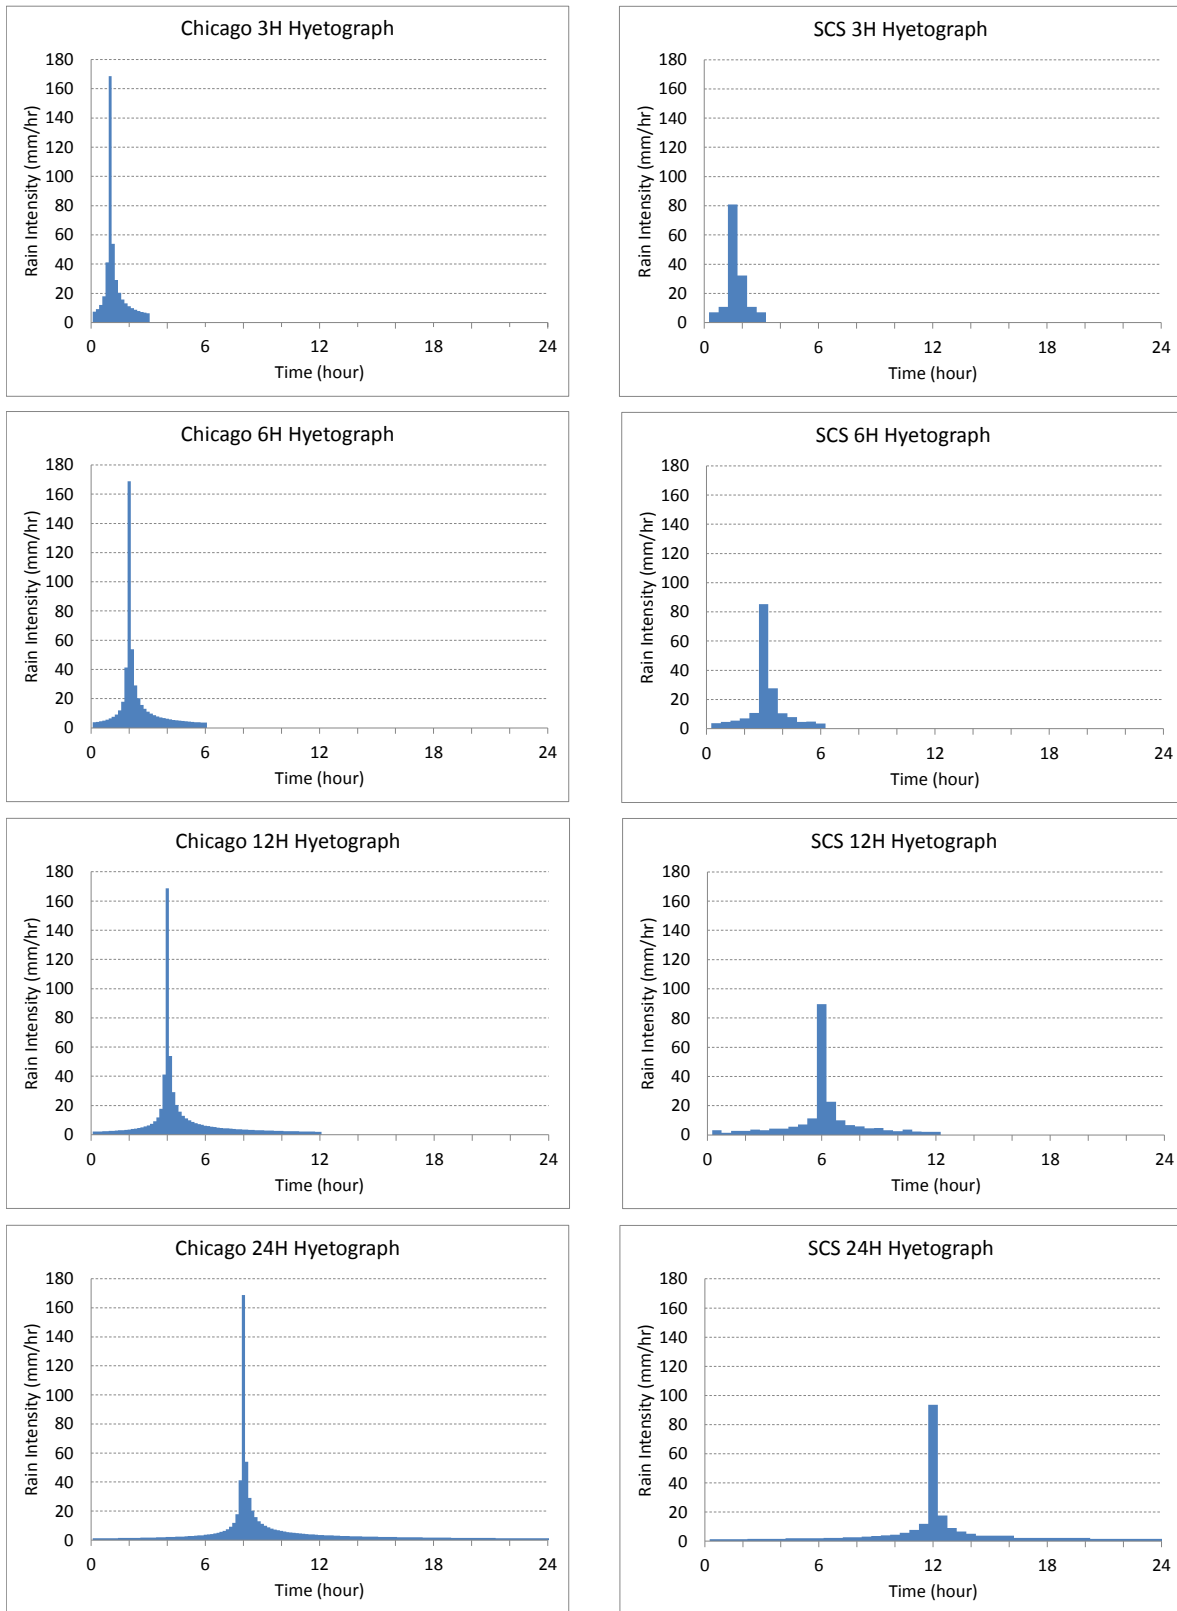 Chicago 3H Hyetograph
Rain Intensity (mm/hr)
180
160
140
120
100
80
60
40
20
0
0 6 12 18 24
Time (hour)
SCS 3H Hyetograph
Rain Intensity (mm/hr)
180
160
140
120
100
80
60
40
20
0
0 6 12 18 24
Time (hour)
Chicago 6H Hyetograph
Rain Intensity (mm/hr)
180
160
140
120
100
80
60
40
20
0
0 6 12 18 24
Time (hour)
SCS 6H Hyetograph
Rain Intensity (mm/hr)
180
160
140
120
100
80
60
40
20
0
0 6 12 18 24
Time (hour)
Chicago 12H Hyetograph
Rain Intensity (mm/hr)
180
160
140
120
100
80
60
40
20
0
0 6 12 18 24
Time (hour)
SCS 12H Hyetograph
Rain Intensity (mm/hr)
180
160
140
120
100
80
60
40
20
0
0 6 12 18 24
Time (hour)
Chicago 24H Hyetograph
Rain Intensity (mm/hr)
180
160
140
120
100
80
60
40
20
0
0 6 12 18 24
Time (hour)
SCS 24H Hyetograph
Rain Intensity (mm/hr)
180
160
140
120
100
80
60
40
20
0
0 6 12 18 24
Time (hour)